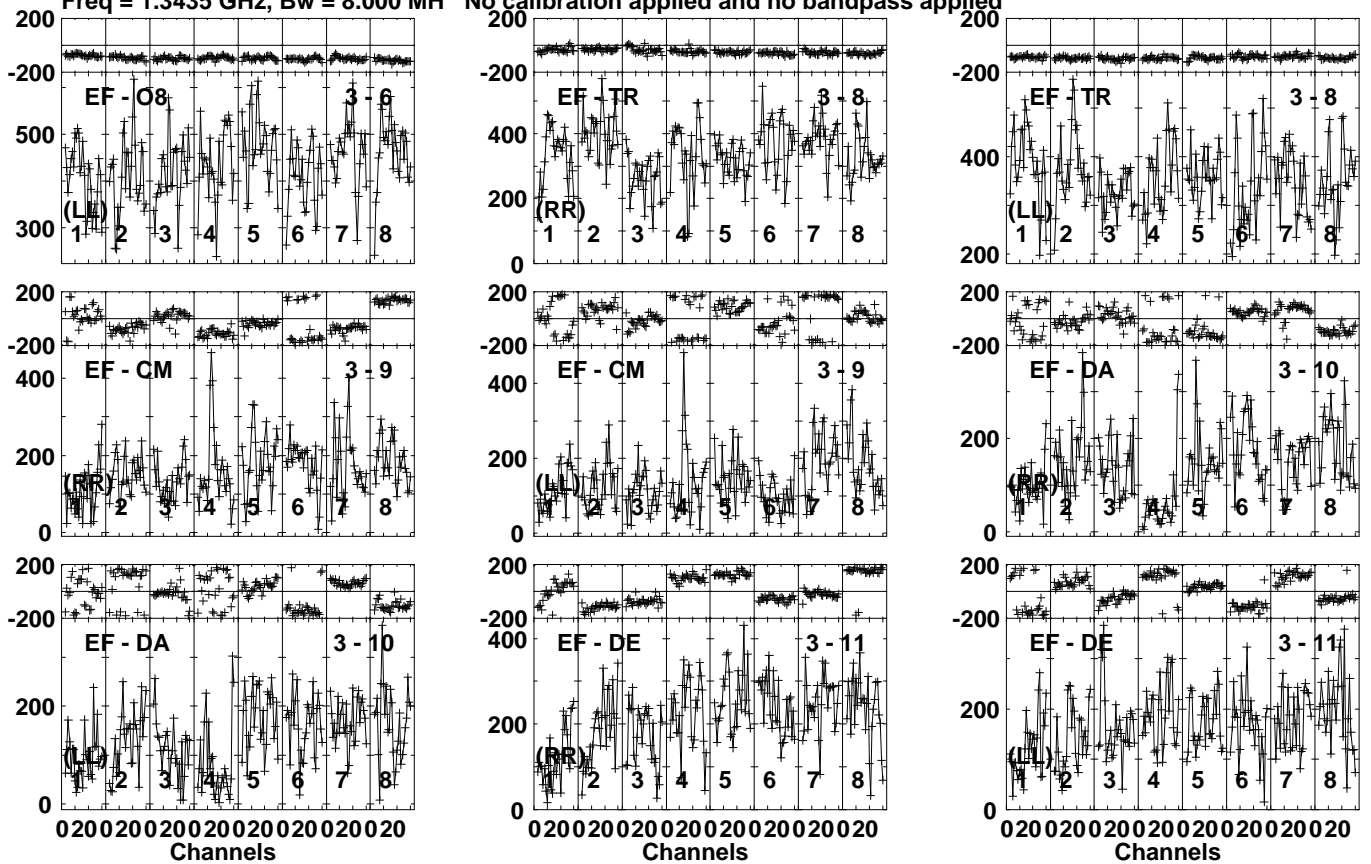 Freq = 1.3435 GHz, Bw = 8.000 MH No calibration applied and no bandpass applied
200
-200
EF - O8 3 - 6
500
300
(LL)
1 2 3 4 5 6 7 8
EF - TR 3 - 8
200
-200
400
200
0
(RR)
1 2 3 4 5 6 7 8
200
-200
EF - TR 3 - 8
400
200
(LL)
1 2 3 4 5 6 7 8
200
-200
EF - CM 3 - 9
400
200
0
(RR)
1 2 3 4 5 6 7 8
200
-200
EF - CM 3 - 9
400
200
0
(LL)
1 2 3 4 5 6 7 8
200
-200
EF - DA 3 - 10
200
0
(RR)
1 2 3 4 5 6 7 8
200
-200
EF - DA 3 - 10
200
0
(LL)
1 2 3 4 5 6 7 8
020020020020020020020020
Channels
200
-200
EF - DE 3 - 11
400
200
0
(RR)
1 2 3 4 5 6 7 8
020020020020020020020020
Channels
200
-200
EF - DE 3 - 11
200
0
(LL)
1 2 3 4 5 6 7 8
020020020020020020020020
Channels